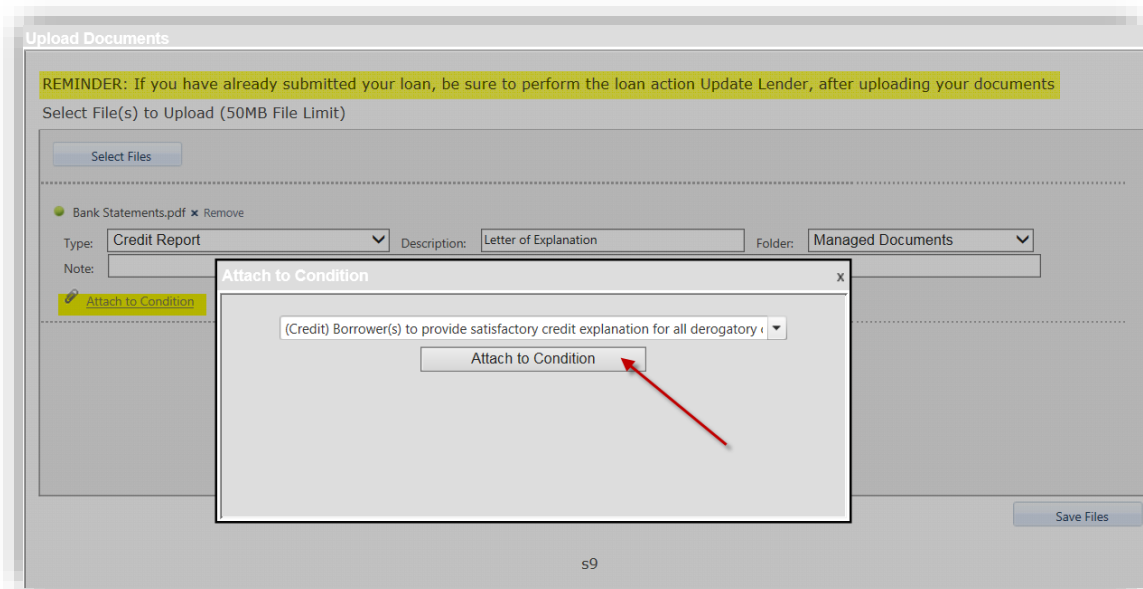 Upload Documents
REMINDER: If you have already submitted your loan, be sure to perform the loan action Update Lender, after uploading your documents
Select File(s) to Upload (50MB File Limit)
Select Files
Bank Statements.pdf × Remove
Type: Credit Report Description: Letter of Explanation Folder: Managed Documents
Note:
Attach to Condition x
Attach to Condition
(Credit) Borrower(s) to provide satisfactory credit explanation for all derogatory
Attach to Condition
Save Files
s9